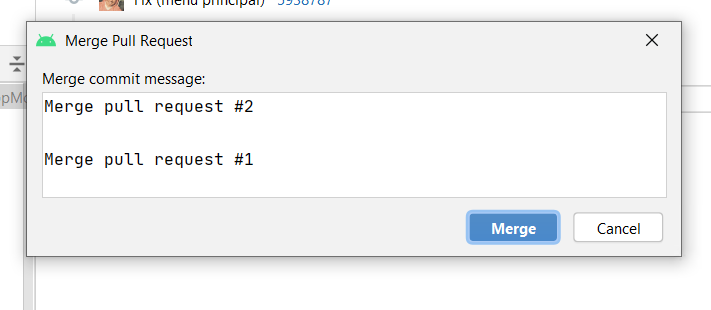 Fix (menú principal)
Merge Pull Request
Merge commit message:
Merge pull request #2
Merge pull request #1
Merge Cancel